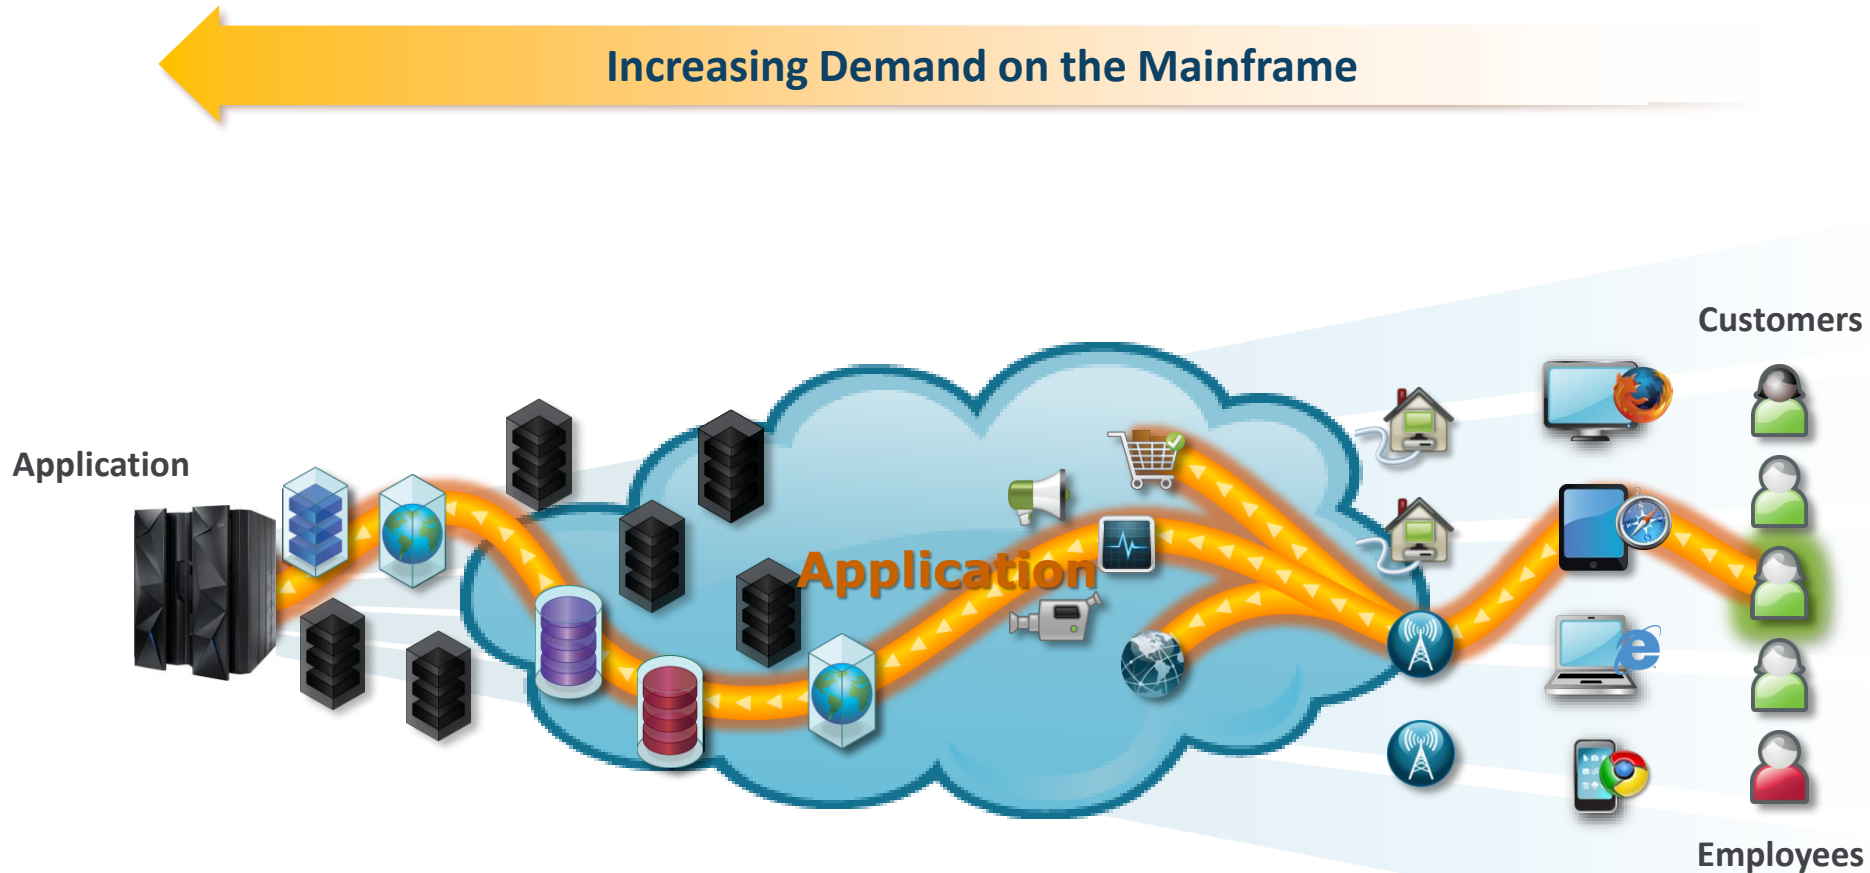 Increasing Demand on the Mainframe
Customers
Application
Application
Employees